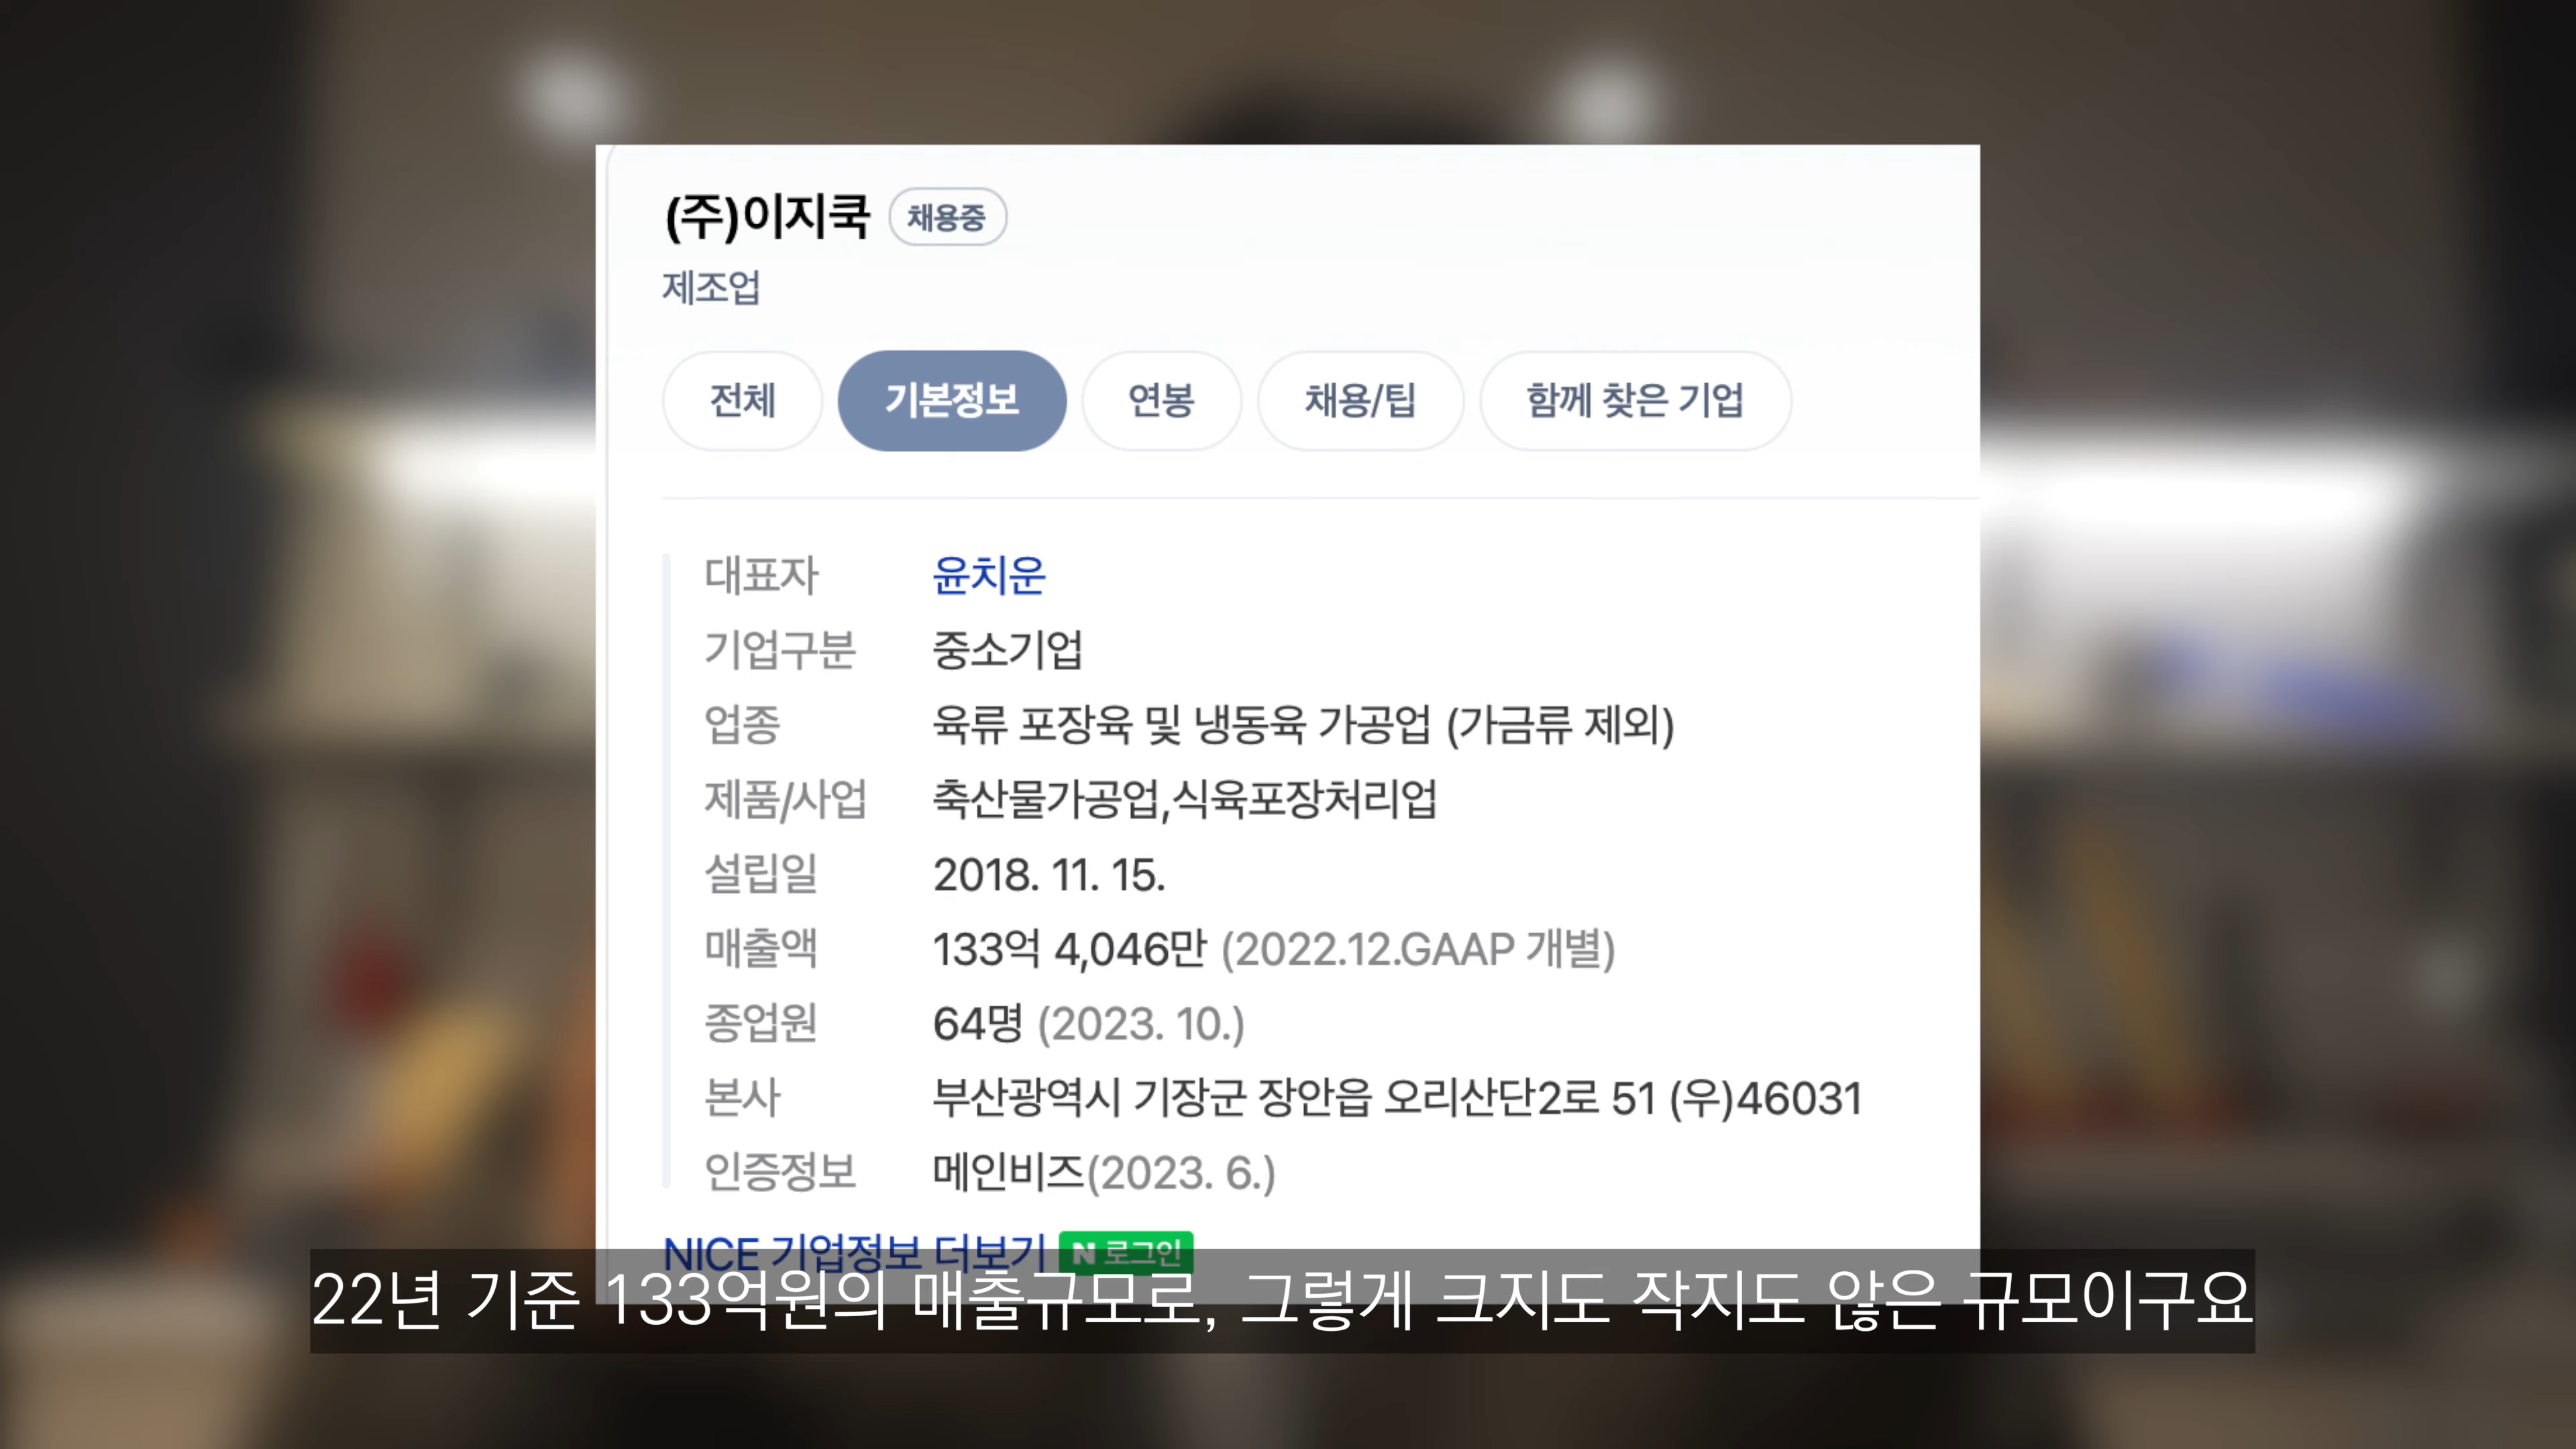 (주)이지쿡 채용중
제조업
전체 기본정보 연봉 채용/팁 함께 찾은 기업
대표자 윤치운
기업구분 중소기업
업종 육류 포장육 및 냉동육 가공업 (가금류 제외)
제품/사업 축산물가공업,식육포장처리업
설립일 2018. 11. 15.
매출액 133억 4,046만 (2022.12.GAAP 개별)
종업원 64명 (2023. 10.)
본사 부산광역시 기장군 장안읍 오리산단2로 51 (우)46031
인증정보 메인비즈(2023. 6.)
NICE 기업정보 더보기 N 로그인
22년 기준 133억원의 매출규모로, 그렇게 크지도 작지도 않은 규모이구요